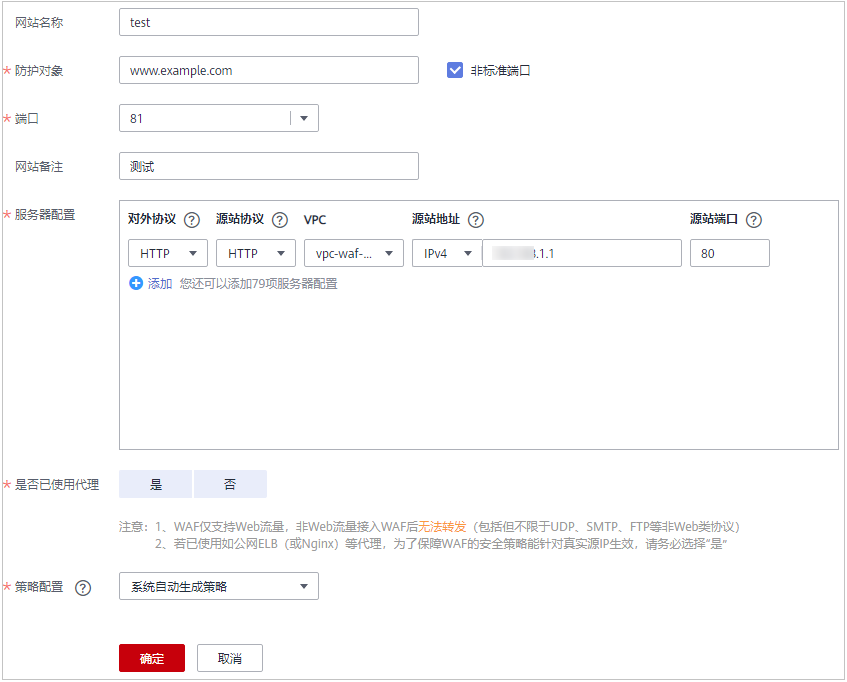 网站名称 test
* 防护对象 www.example.com 非标准端口
* 端口 81
网站备注 测试
* 服务器配置 对外协议 ? 源站协议 ? VPC 源站地址 ? 源站端口 ?
HTTP HTTP vpc-waf-... IPv4 .1.1 80
添加 您还可以添加79项服务器配置
* 是否已使用代理 是 否
注意：1、WAF仅支持Web流量，非Web流量接入WAF后无法转发（包括但不限于UDP、SMTP、FTP等非Web类协议）
2、若已使用如公网ELB（或Nginx）等代理，为了保障WAF的安全策略能针对真实源IP生效，请务必选择“是”
* 策略配置 ? 系统自动生成策略
确定 取消